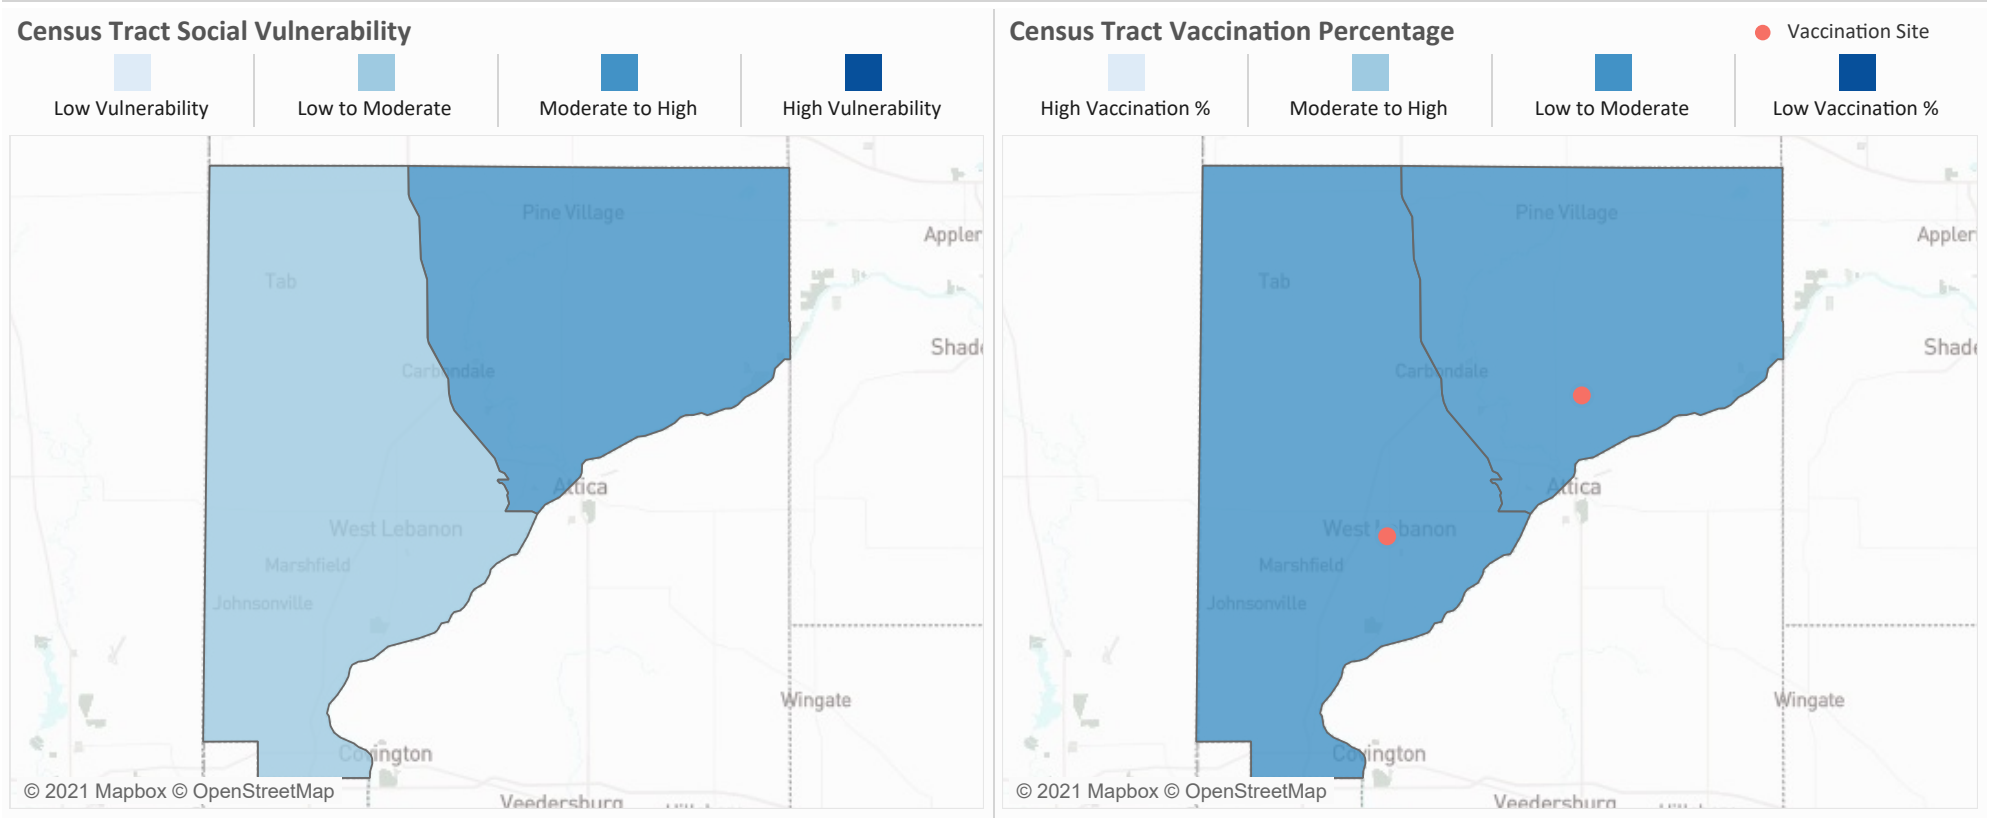 Census Tract Social Vulnerability
Low Vulnerability
Low to Moderate
Moderate to High
High Vulnerability
Pine Village
Tab
Carbondale
Attica
West Lebanon
Marshfield
Johnsonville
Covington
Veedersburg
Wingate
Appler
Shade
© 2021 Mapbox © OpenStreetMap
Census Tract Vaccination Percentage
Vaccination Site
High Vaccination %
Moderate to High
Low to Moderate
Low Vaccination %
Pine Village
Tab
Carbondale
Attica
West Lebanon
Marshfield
Johnsonville
Covington
Veedersburg
Wingate
Appler
Shade
© 2021 Mapbox © OpenStreetMap